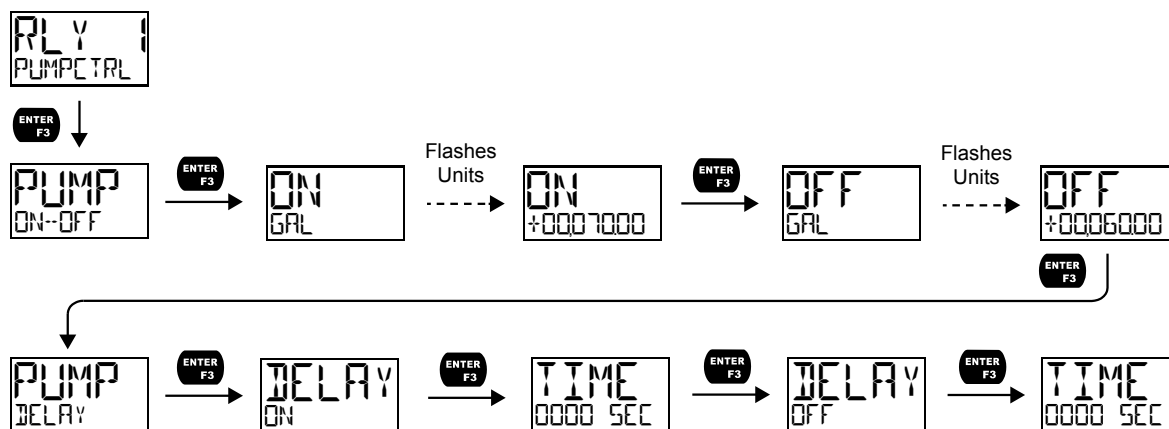 RLY 1
PUMPCTRL
ENTER
F3
PUMP
ON--OFF
ENTER
F3
ON
GAL
Flashes
Units
ON
+00,070.00
ENTER
F3
OFF
GAL
Flashes
Units
OFF
+00,060.00
ENTER
F3
PUMP
DELAY
ENTER
F3
DELAY
ON
ENTER
F3
TIME
0000 SEC
ENTER
F3
DELAY
OFF
ENTER
F3
TIME
0000 SEC